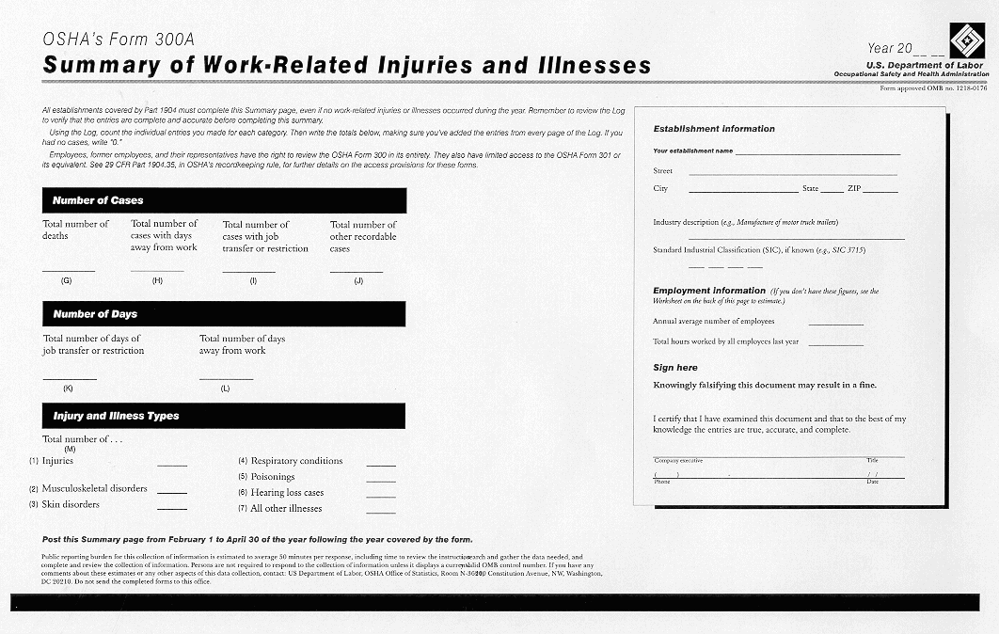 OSHA's Form 300A
Year 20__ __
Summary of Work-Related Injuries and Illnesses
U.S. Department of Labor
Occupational Safety and Health Administration
Form approved OMB no. 1218-0176
All establishments covered by Part 1904 must complete this Summary page, even if no work-related injuries or illnesses occurred during the year. Remember to review the Log
to verify that the entries are complete and accurate before completing this summary.
Using the Log, count the individual entries you made for each category. Then write the totals below, making sure you've added the entries from every page of the Log. If you
had no cases, write "0."
Employees, former employees, and their representatives have the right to review the OSHA Form 300 in its entirety. They also have limited access to the OSHA Form 301 or
its equivalent. See 29 CFR Part 1904.35, in OSHA's recordkeeping rule, for further details on the access provisions for these forms.
Number of Cases
Total number of deaths
Total number of cases with days away from work
Total number of cases with job transfer or restriction
Total number of other recordable cases
(G) (H) (I) (J)
Number of Days
Total number of days of job transfer or restriction
Total number of days away from work
(K) (L)
Injury and Illness Types
Total number of . . .
(M)
(1) Injuries
(2) Musculoskeletal disorders
(3) Skin disorders
(4) Respiratory conditions
(5) Poisonings
(6) Hearing loss cases
(7) All other illnesses
Post this Summary page from February 1 to April 30 of the year following the year covered by the form.
Public reporting burden for this collection of information is estimated to average 50 minutes per response, including time to review the instruction search and gather the data needed, and
complete and review the collection of information. Persons are not required to respond to the collection of information unless it displays a valid OMB control number. If you have any
comments about these estimates or any other aspects of this data collection, contact: US Department of Labor, OSHA Office of Statistics, Room Constitution Avenue, NW, Washington,
DC 20210. Do not send the completed forms to this office.
Establishment information
Your establishment name
Street
City State ZIP
Industry description (e.g., Manufacture of motor truck trailers)
Standard Industrial Classification (SIC), if known (e.g., SIC 3715)
Employment information (If you don't have these figures, see the
Worksheet on the back of this page to estimate.)
Annual average number of employees
Total hours worked by all employees last year
Sign here
Knowingly falsifying this document may result in a fine.
I certify that I have examined this document and that to the best of my
knowledge the entries are true, accurate, and complete.
Company executive Title
( ) / /
Phone Date